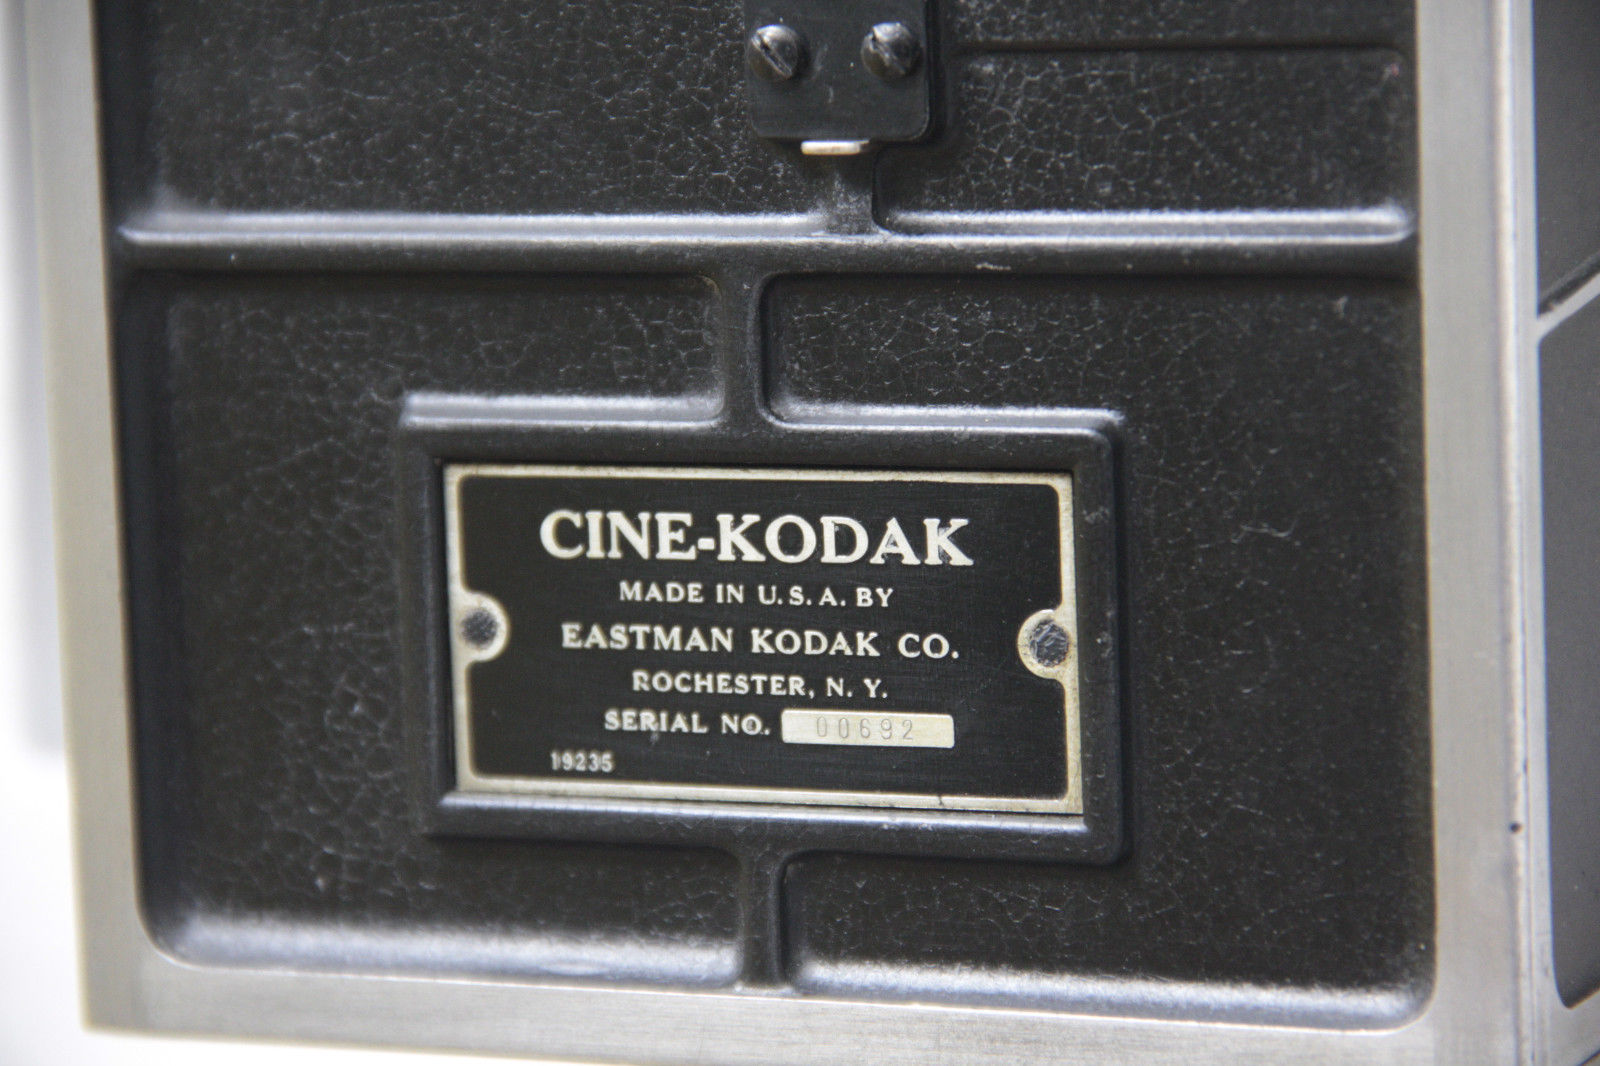 CINE-KODAK
MADE IN U.S.A. BY
EASTMAN KODAK CO.
ROCHESTER, N. Y.
SERIAL NO. 00692
19235